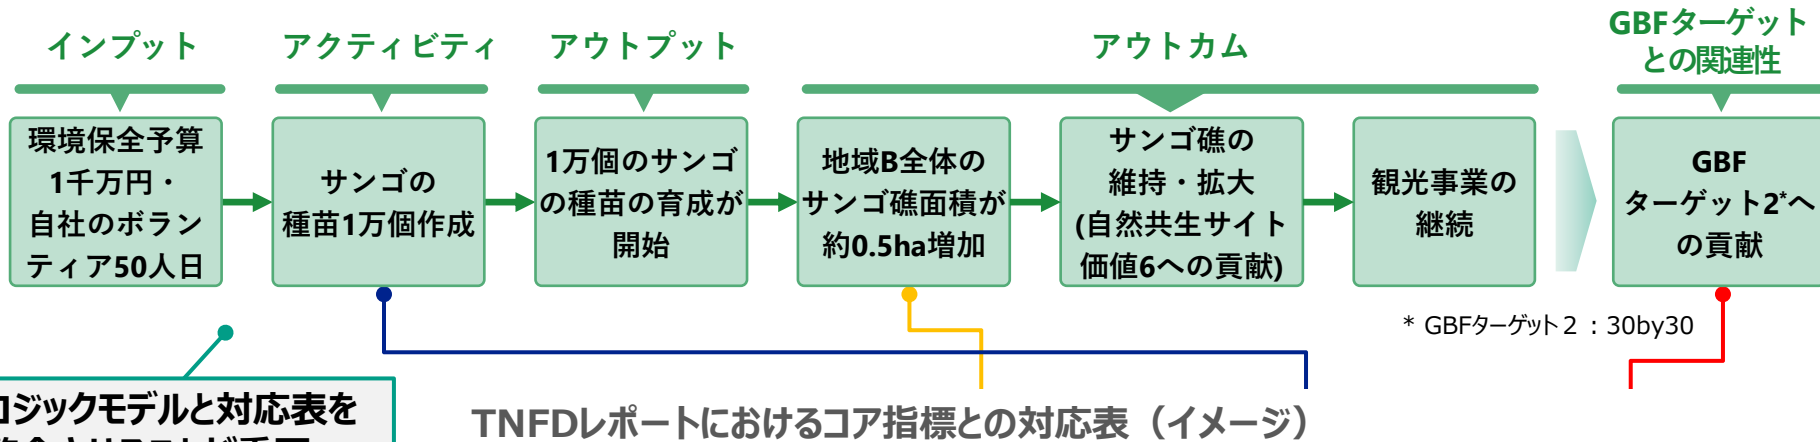 インプット
アクティビティ
アウトプット
アウトカム
GBFターゲット
との関連性
環境保全予算
1千万円・
自社のボラン
ティア50人日
サンゴの
種苗1万個作成
1万個のサンゴ
の種苗の育成が
開始
地域B全体の
サンゴ礁面積が
約0.5ha増加
サンゴ礁の
維持・拡大
(自然共生サイト
価値6への貢献)
観光事業の
継続
GBF
ターゲット2*へ
の貢献
* GBFターゲット2：30by30
ロジックモデルと対応表を
TNFDレポートにおけるコア指標との対応表（イメージ）